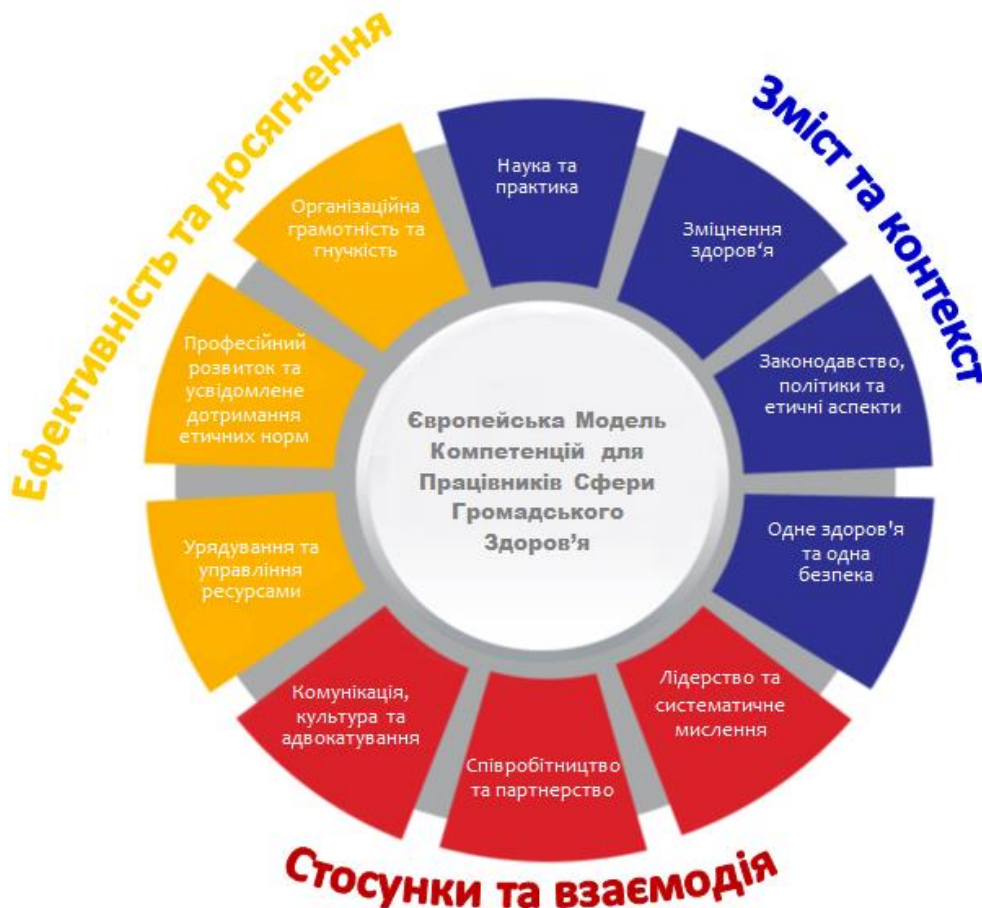 Ефективність та досягнення
Зміст та контекст
Наука та
практика
Зміцнення
здоров‘я
Законодавство,
політики та
етичні аспекти
Одне здоров'я
та одна
безпека
Лідерство та
систематичне
мислення
Співробітництво
та партнерство
Комунікація,
культура та
адвокатування
Урядування та
управління
ресурсами
Професійний
розвиток та
усвідомлене
дотримання
етичних норм
Організаційна
грамотність та
гнучкість
Європейська Модель
Компетенцій для
Працівників Сфери
Громадського
Здоров’я
Стосунки та взаємодія